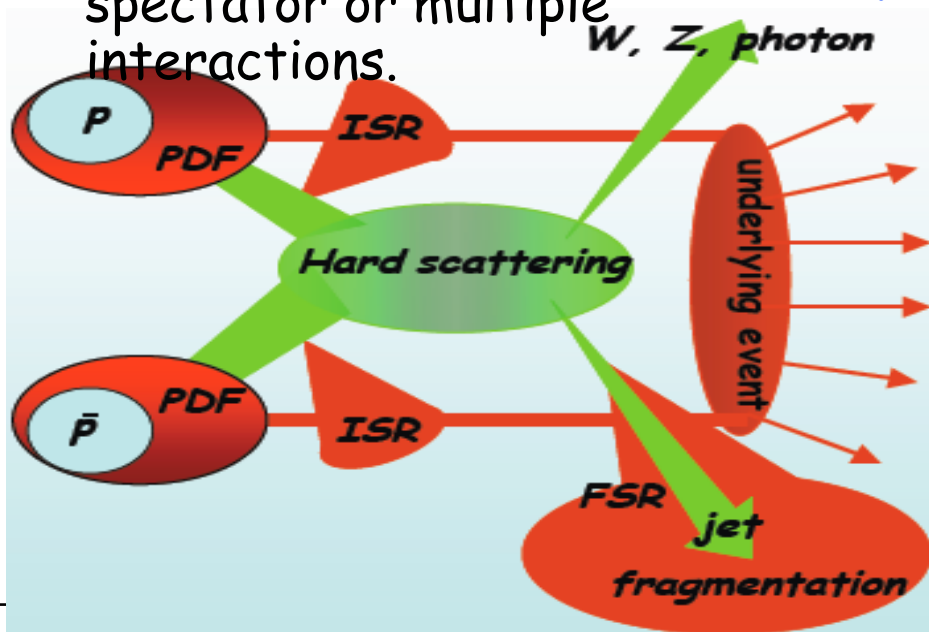 spectator or multiple
interactions.
W, Z, photon
P
PDF
ISR
Hard scattering
underlying event
PDF
p̄
ISR
FSR
jet
fragmentation